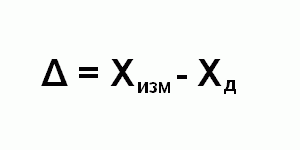 Δ = Xизм - Xд